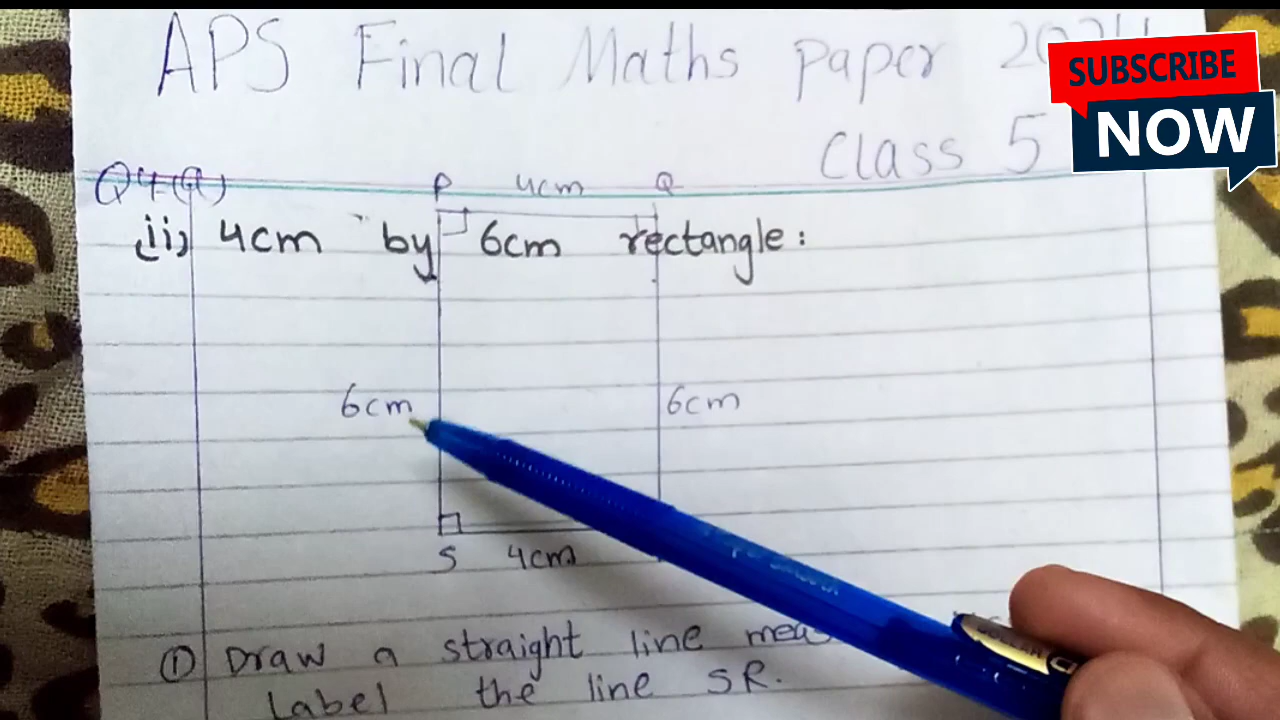 APS Final Maths Paper
SUBSCRIBE
NOW
Class 5
Q4(a)
P 4cm Q
(ii) 4cm by 6cm rectangle:
6cm 6cm
S 4cm
① Draw a straight line
Label the line SR.